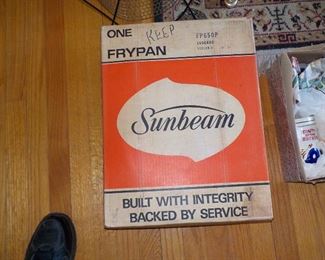 ONE
KEEP
FRYPAN
FP650P
Sunbeam
BUILT WITH INTEGRITY
BACKED BY SERVICE